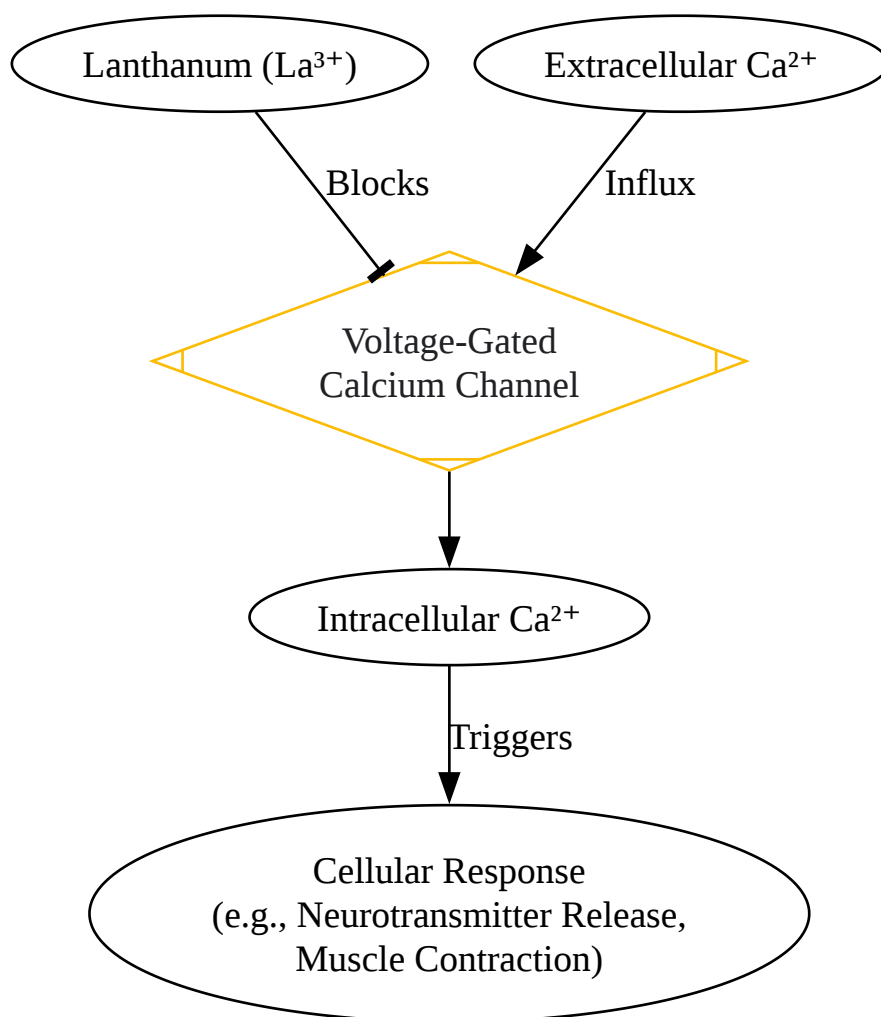 Lanthanum (La³⁺)
Extracellular Ca²⁺
Blocks
Influx
Voltage-Gated
Calcium Channel
Intracellular Ca²⁺
Triggers
Cellular Response
(e.g., Neurotransmitter Release,
Muscle Contraction)